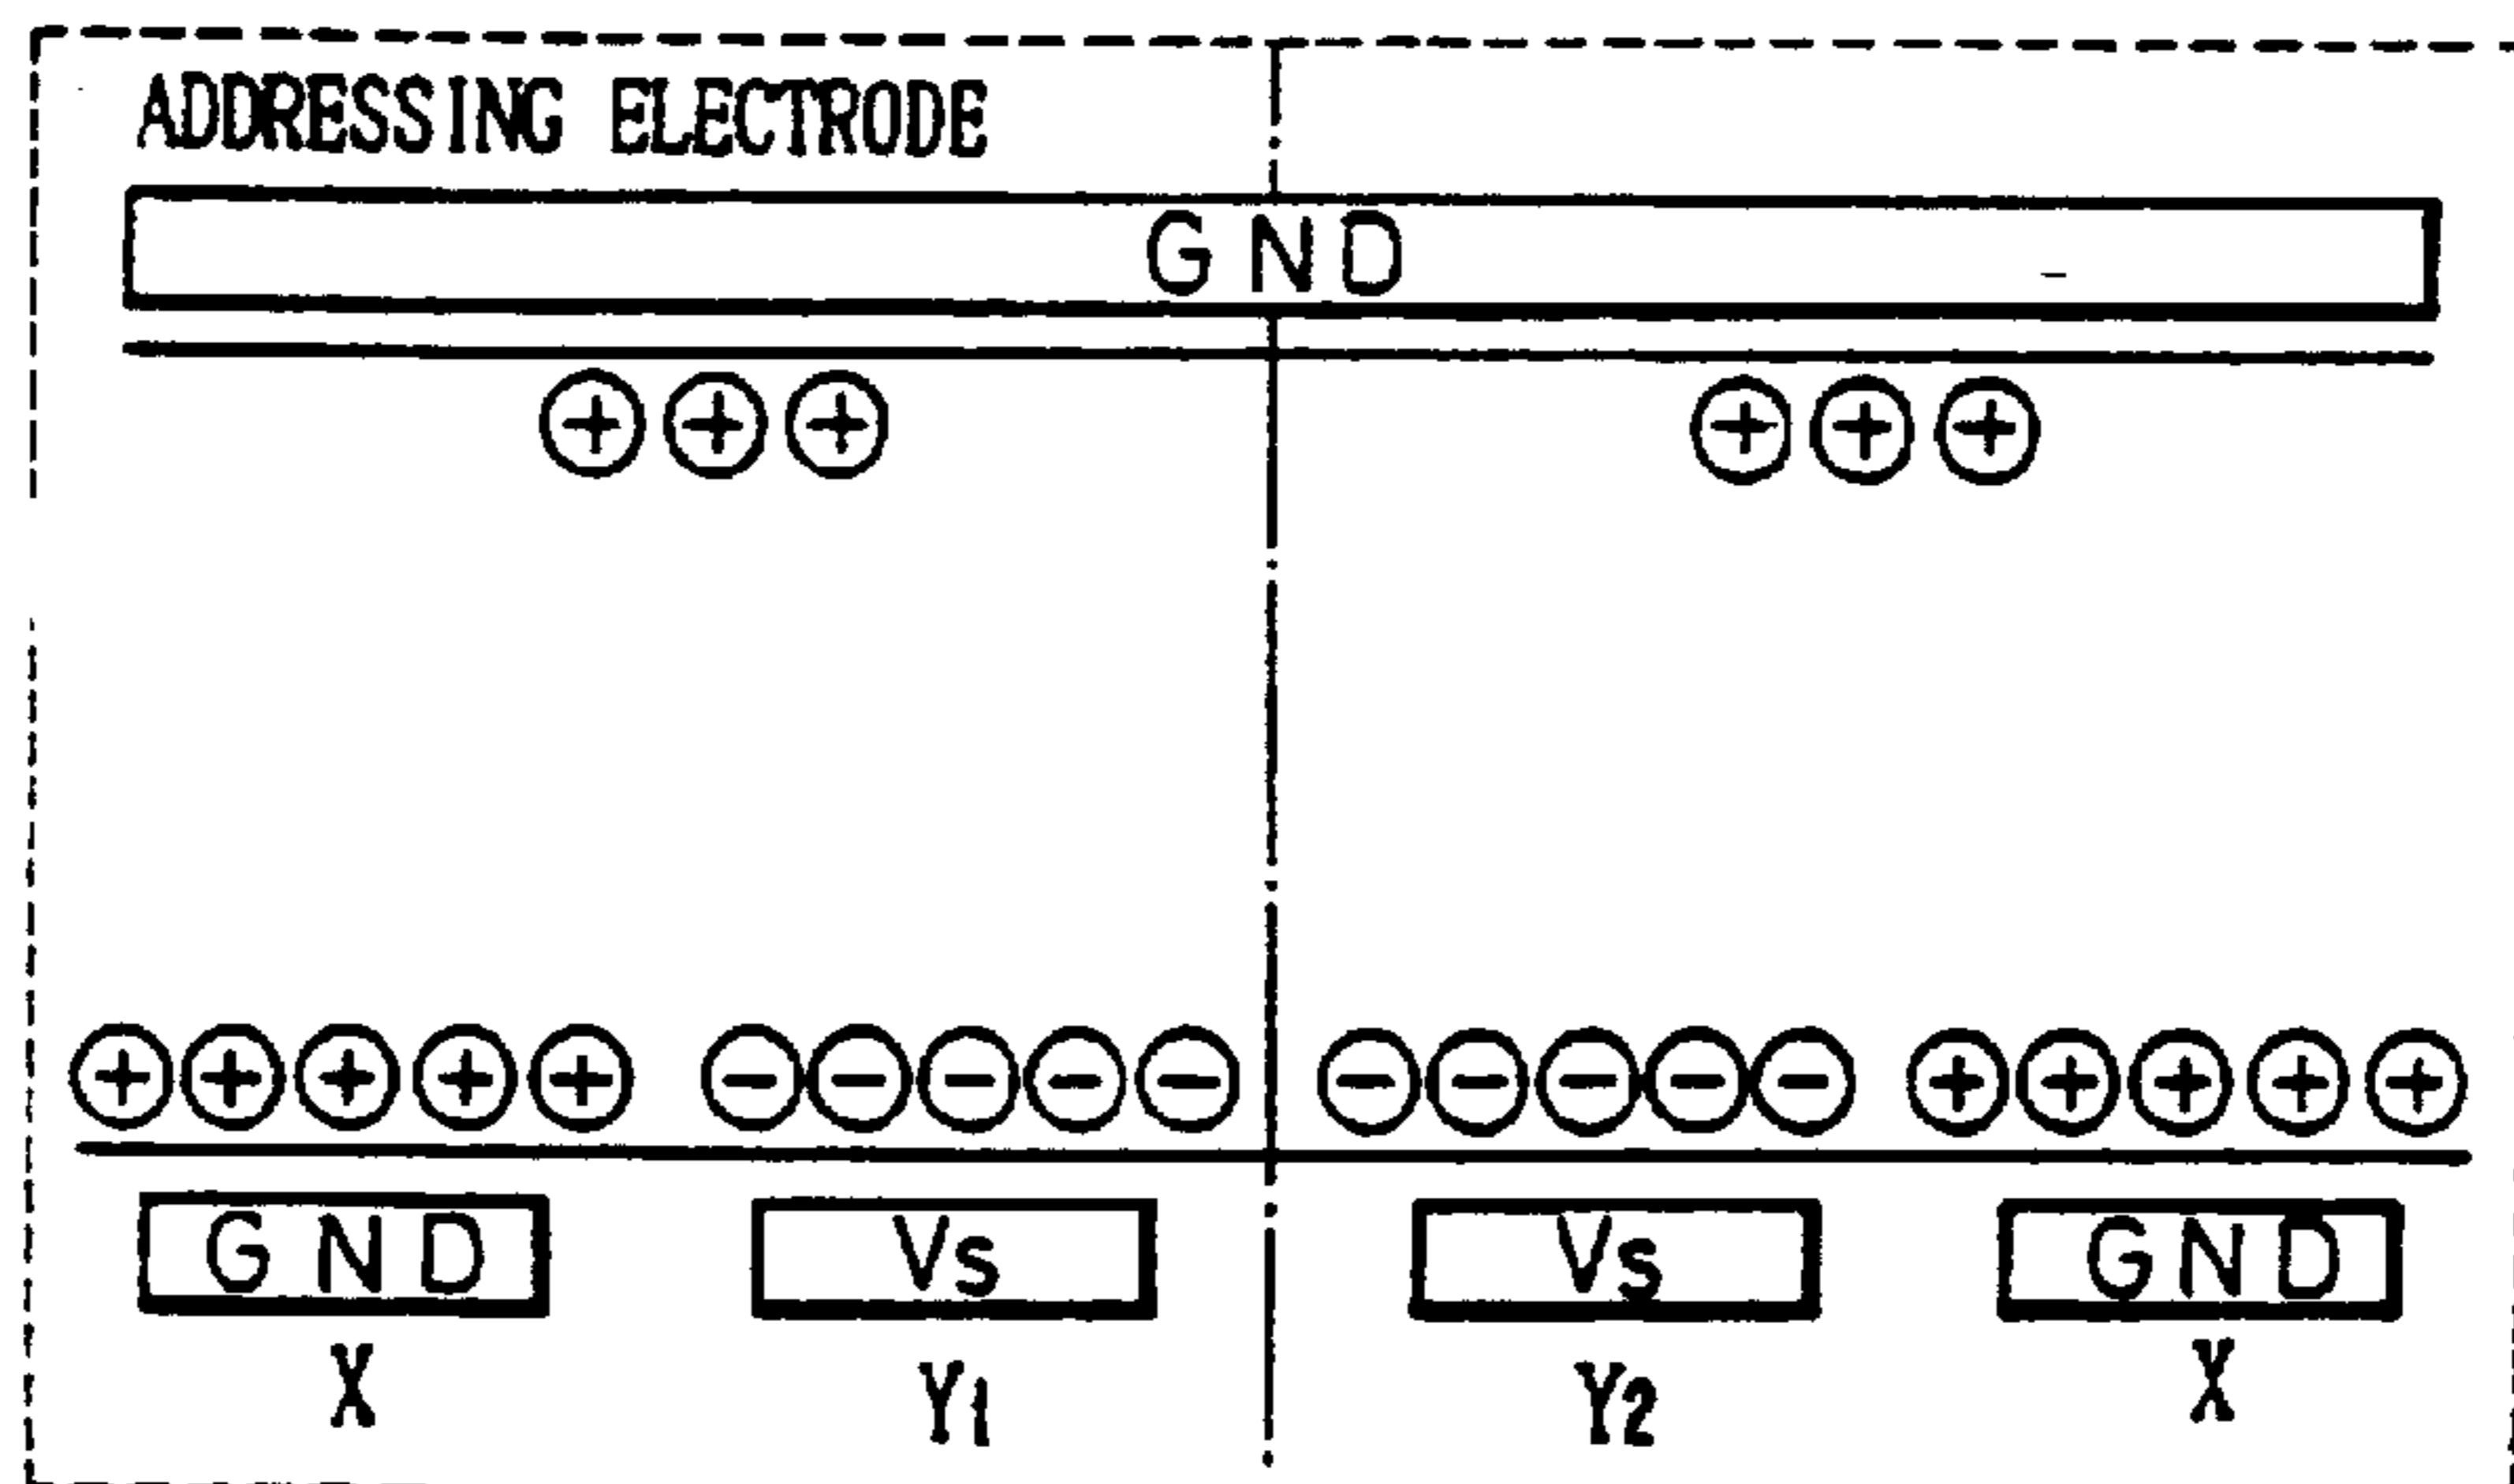 ADDRESSING ELECTRODE
GND
⊕⊕⊕ ⊕⊕⊕
⊕⊕⊕⊕⊕ ⊖⊖⊖⊖⊖ ⊖⊖⊖⊖⊖ ⊕⊕⊕⊕⊕
GND Vs Vs GND
X Y1 Y2 X